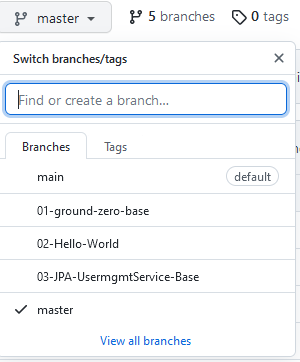 master
5 branches
0 tags
Switch branches/tags
Find or create a branch...
Branches
Tags
main
default
01-ground-zero-base
02-Hello-World
03-JPA-UsermgmtService-Base
master
View all branches